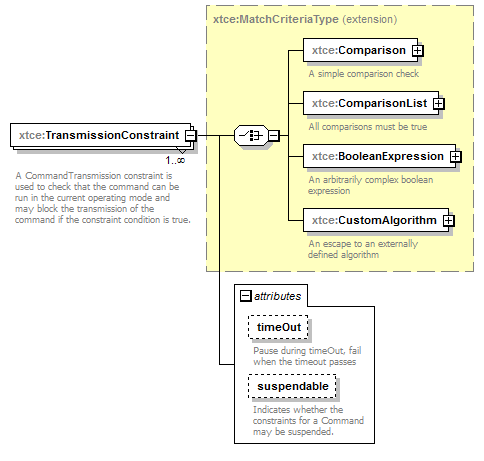 xtce:MatchCriteriaType (extension)
xtce:Comparison
A simple comparison check
xtce:ComparisonList
All comparisons must be true
xtce:TransmissionConstraint
1..∞
A CommandTransmission constraint is
used to check that the command can be
run in the current operating mode and
may block the transmission of the
command if the constraint condition is true.
xtce:BooleanExpression
An arbitrarily complex boolean
expression
xtce:CustomAlgorithm
An escape to an externally
defined algorithm
attributes
timeOut
Pause during timeOut, fail
when the timeout passes
suspendable
Indicates whether the
constraints for a Command
may be suspended.